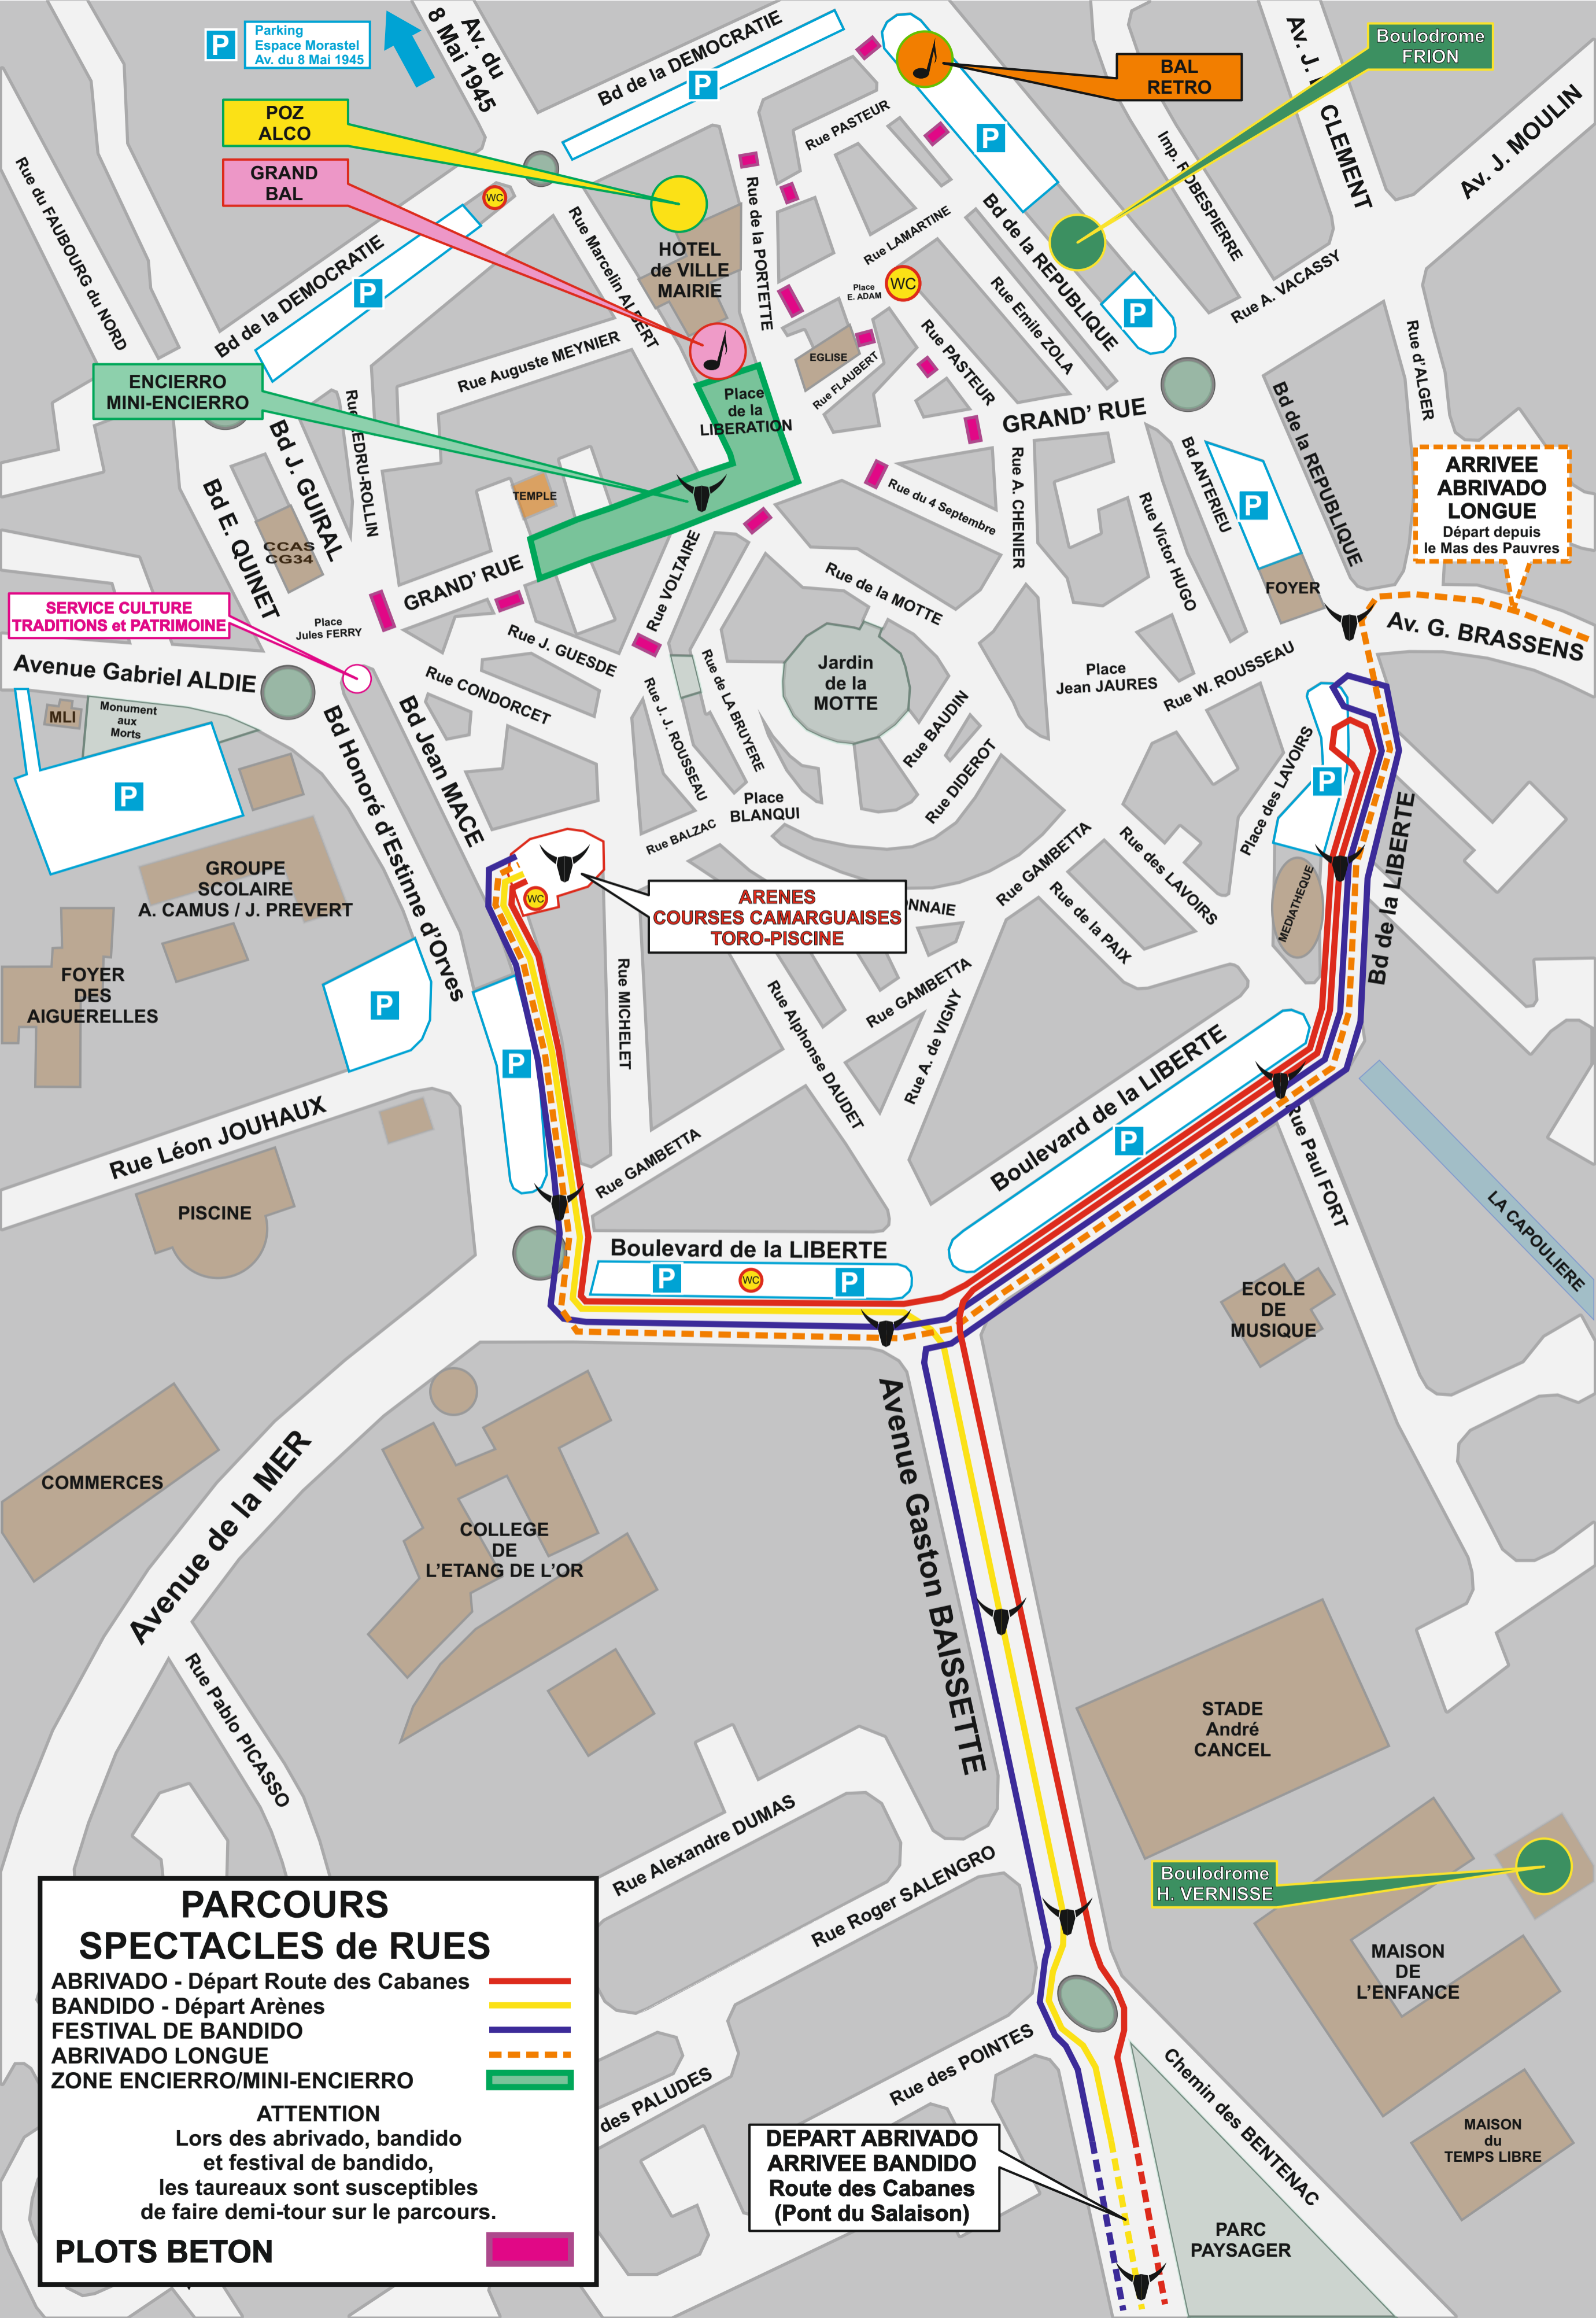 P
Parking
Espace Morastel
Av. du 8 Mai 1945
Av. du
8 Mai 1945
Bd de la DEMOCRATIE
P
BAL
RETRO
Boulodrome
FRION
Av. J.
CLEMENT
Av. J. MOULIN
POZ
ALCO
GRAND
BAL
WC
Rue PASTEUR
P
Imp. ROBESPIERRE
Rue du FAUBOURG du NORD
Bd de la DEMOCRATIE
P
Rue Marcelin ALBERT
HOTEL
de VILLE
MAIRIE
Rue de la PORTETTE
Rue LAMARTINE
Place
E. ADAM
WC
Bd de la REPUBLIQUE
Rue Emile ZOLA
P
Rue A. VACASSY
Rue d'ALGER
ENCIERRO
MINI-ENCIERRO
Rue Auguste MEYNIER
EGLISE
Rue FLAUBERT
Rue PASTEUR
Place
de la
LIBERATION
GRAND' RUE
Bd de la REPUBLIQUE
Bd J. GUIRAL
Bd E. QUINET
CCAS
CG34
TEMPLE
Rue du 4 Septembre
Rue A. CHENIER
Rue Victor HUGO
Bd ANTERIEU
P
FOYER
ARRIVEE
ABRIVADO
LONGUE
Départ depuis
le Mas des Pauvres
Av. G. BRASSENS
SERVICE CULTURE
TRADITIONS et PATRIMOINE
Place
Jules FERRY
GRAND' RUE
Rue J. GUESDE
Rue VOLTAIRE
Rue de la MOTTE
Jardin
de la
MOTTE
Place
Jean JAURES
Rue W. ROUSSEAU
Avenue Gabriel ALDIE
MLI
Monument
aux
Morts
P
Rue CONDORCET
Rue J. J. ROUSSEAU
Rue de LA BRUYERE
Rue BAUDIN
Rue DIDEROT
Place des LAVOIRS
P
Bd Honoré d'Estinne d'Orves
Bd Jean MACE
Place
BLANQUI
Rue BALZAC
Rue GAMBETTA
Rue des LAVOIRS
Rue de la PAIX
MEDIATHEQUE
Bd de la LIBERTE
GROUPE
SCOLAIRE
A. CAMUS / J. PREVERT
WC
ARENES
COURSES CAMARGUAISES
TORO-PISCINE
NNAIE
FOYER
DES
AIGUERELLES
P
P
Rue MICHELET
Rue Alphonse DAUDET
Rue GAMBETTA
Rue A. de VIGNY
Boulevard de la LIBERTE
P
Rue Paul FORT
LA CAPOULIERE
Rue Léon JOUHAUX
PISCINE
Rue GAMBETTA
Boulevard de la LIBERTE
P
WC
P
ECOLE
DE
MUSIQUE
COMMERCES
Avenue de la MER
COLLEGE
DE
L'ETANG DE L'OR
Avenue Gaston BAISSETTE
Rue Pablo PICASSO
STADE
André
CANCEL
Rue Alexandre DUMAS
Rue Roger SALENGRO
Boulodrome
H. VERNISSE
MAISON
DE
L'ENFANCE
Rue des POINTES
des PALUDES
Chemin des BENTENAC
MAISON
du
TEMPS LIBRE
PARC
PAYSAGER
DEPART ABRIVADO
ARRIVEE BANDIDO
Route des Cabanes
(Pont du Salaison)
PARCOURS
SPECTACLES de RUES
ABRIVADO - Départ Route des Cabanes
BANDIDO - Départ Arènes
FESTIVAL DE BANDIDO
ABRIVADO LONGUE
ZONE ENCIERRO/MINI-ENCIERRO
ATTENTION
Lors des abrivado, bandido
et festival de bandido,
les taureaux sont susceptibles
de faire demi-tour sur le parcours.
PLOTS BETON